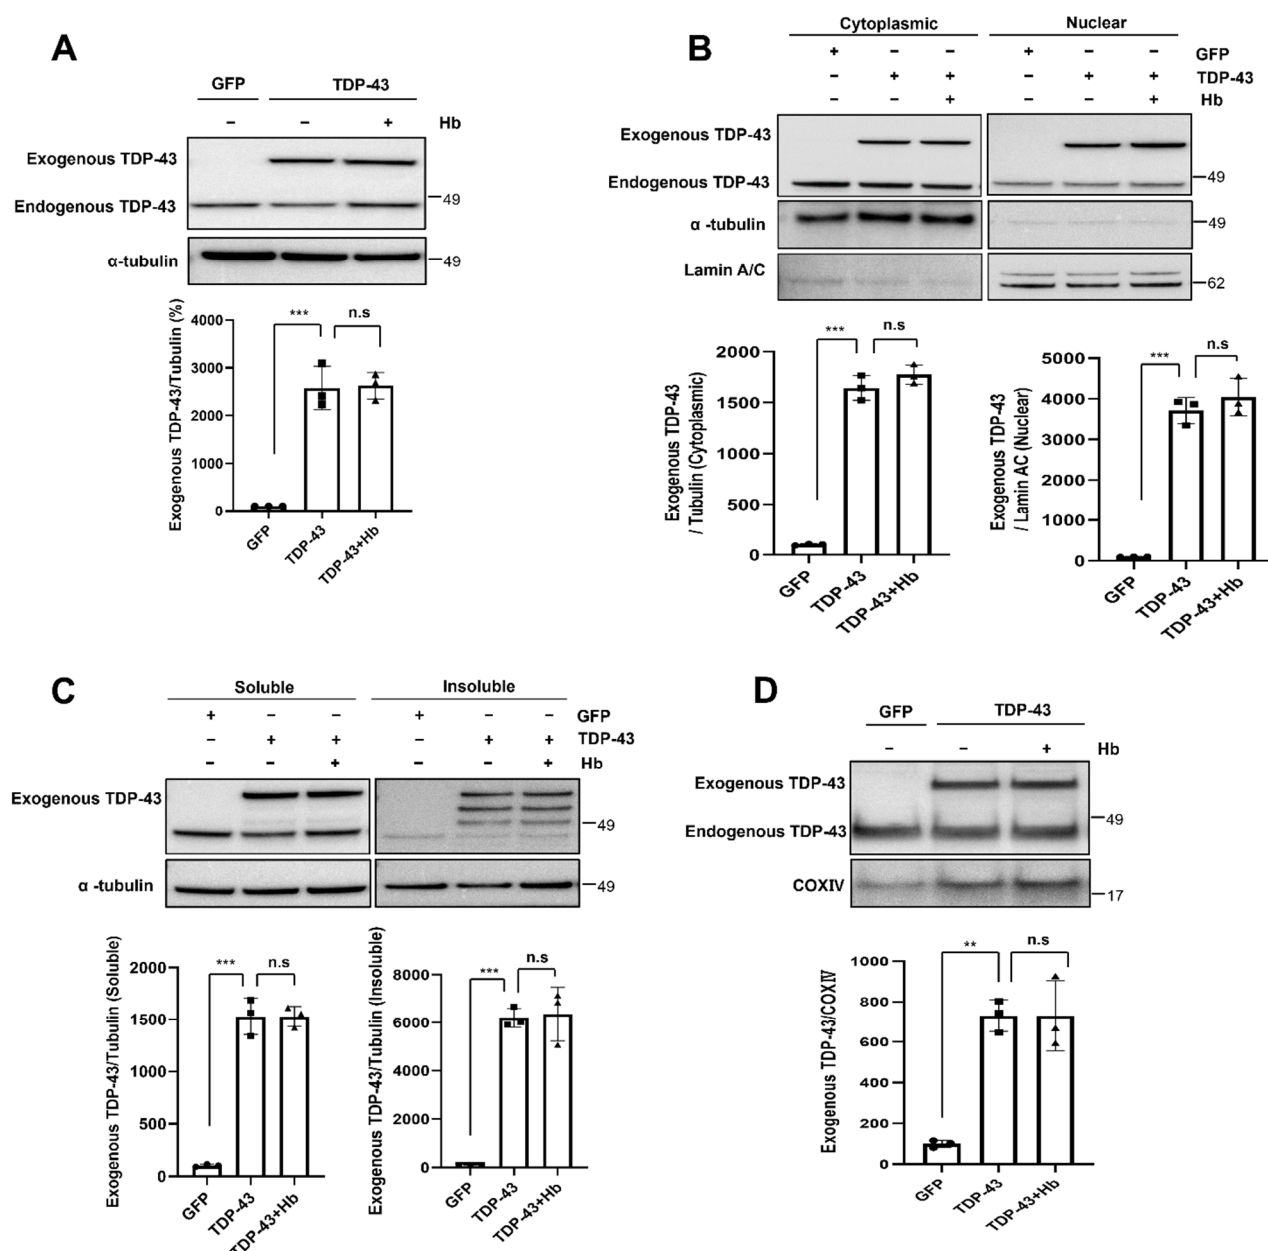 A
GFP TDP-43
− − + Hb
Exogenous TDP-43
Endogenous TDP-43
49
α-tubulin
49
Exogenous TDP-43/Tubulin (%)
4000
3000
2000
1000
0
*** n.s
GFP TDP-43 TDP-43+Hb
B
Cytoplasmic Nuclear
+ − − + − − GFP
− + + − + + TDP-43
− − + − − + Hb
Exogenous TDP-43
Endogenous TDP-43
49
α -tubulin
49
Lamin A/C
62
Exogenous TDP-43
/ Tubulin (Cytoplasmic)
2000
1500
1000
500
0
*** n.s
GFP TDP-43 TDP-43+Hb
Exogenous TDP-43
/ Lamin AC (Nuclear)
5000
4000
3000
2000
1000
0
*** n.s
GFP TDP-43 TDP-43+Hb
C
Soluble Insoluble
+ − − + − − GFP
− + + − + + TDP-43
− − + − − + Hb
Exogenous TDP-43
49
α -tubulin
49
Exogenous TDP-43/Tubulin (Soluble)
2000
1500
1000
500
0
*** n.s
GFP TDP-43 TDP-43+Hb
Exogenous TDP-43/Tubulin (Insoluble)
8000
6000
4000
2000
0
*** n.s
GFP TDP-43 TDP-43+Hb
D
GFP TDP-43
− − + Hb
Exogenous TDP-43
49
Endogenous TDP-43
COXIV
17
Exogenous TDP-43/COXIV
1000
800
600
400
200
0
** n.s
GFP TDP-43 TDP-43+Hb